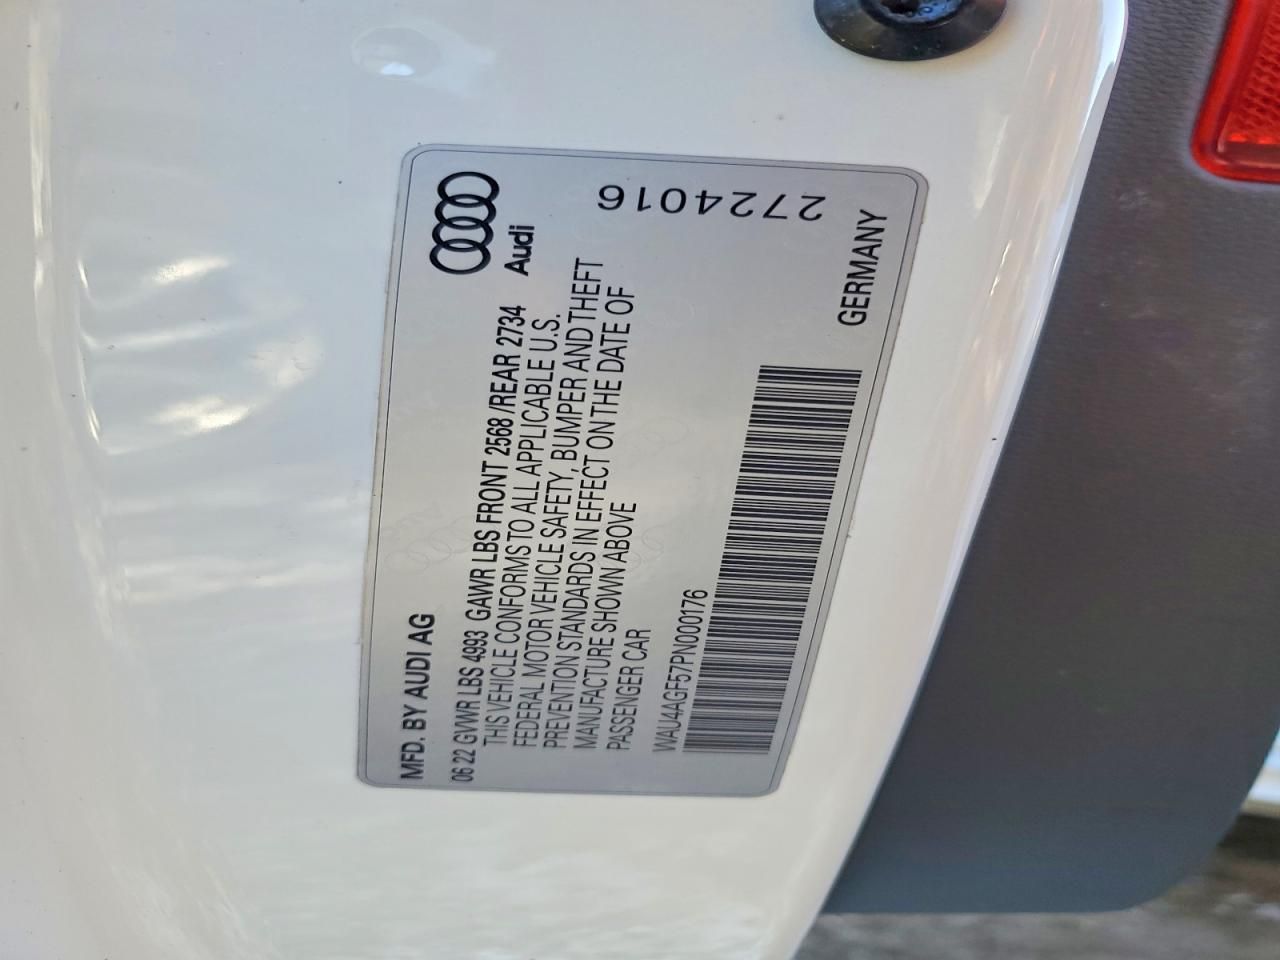 MFD. BY AUDI AG
Audi
06 22 GVWR LBS 4993 GAWR LBS FRONT 2568 /REAR 2734
THIS VEHICLE CONFORMS TO ALL APPLICABLE U.S.
FEDERAL MOTOR VEHICLE SAFETY, BUMPER AND THEFT
PREVENTION STANDARDS IN EFFECT ON THE DATE OF
MANUFACTURE SHOWN ABOVE
PASSENGER CAR
WAU4AGF57PN000176
2724016
GERMANY